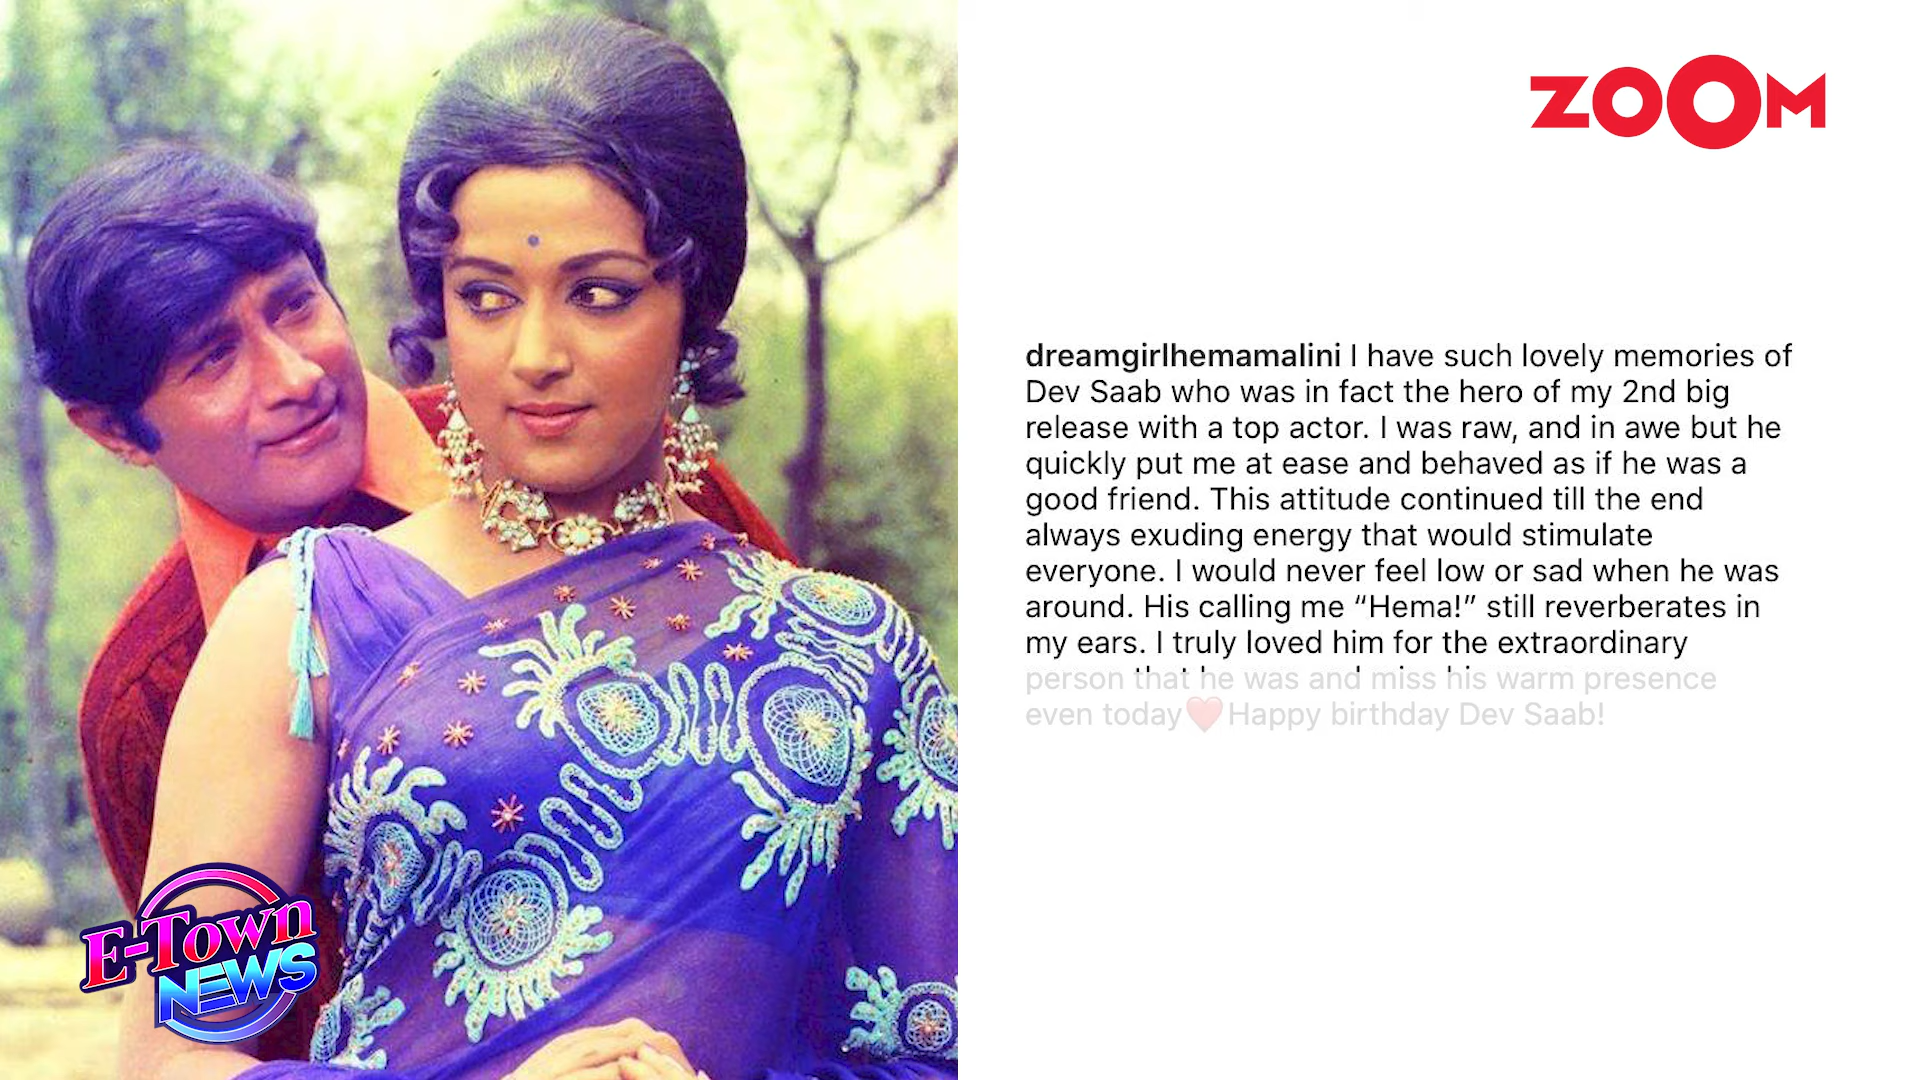 ZOOM
dreamgirlhemamalini I have such lovely memories of
Dev Saab who was in fact the hero of my 2nd big
release with a top actor. I was raw, and in awe but he
quickly put me at ease and behaved as if he was a
good friend. This attitude continued till the end
always exuding energy that would stimulate
everyone. I would never feel low or sad when he was
around. His calling me “Hema!” still reverberates in
my ears. I truly loved him for the extraordinary
person that he was and miss his warm presence
even today❤️Happy birthday Dev Saab!
E-TOWN
NEWS